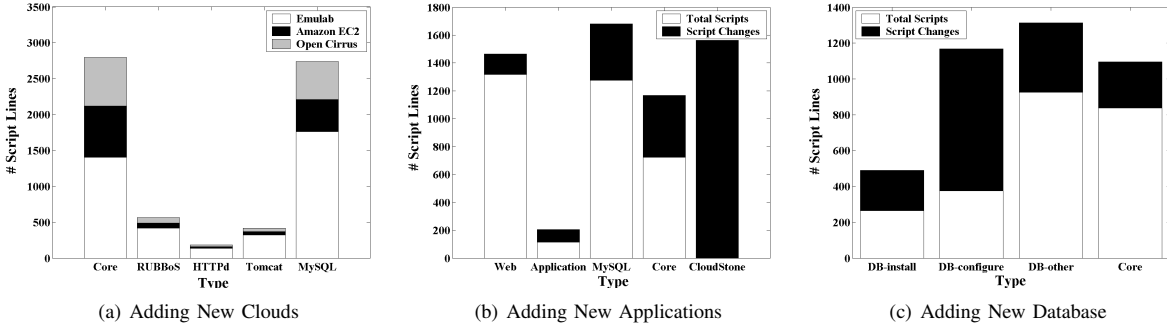 3500
3000
2500
2000
1500
1000
500
0
# Script Lines
Emulab
Amazon EC2
Open Cirrus
Core RUBBoS HTTPd Tomcat MySQL
Type
(a) Adding New Clouds
1800
1600
1400
1200
1000
800
600
400
200
0
# Script Lines
Total Scripts
Script Changes
Web Application MySQL Core CloudStone
Type
(b) Adding New Applications
1400
1200
1000
800
600
400
200
0
# Script Lines
Total Scripts
Script Changes
DB-install DB-configure DB-other Core
Type
(c) Adding New Database